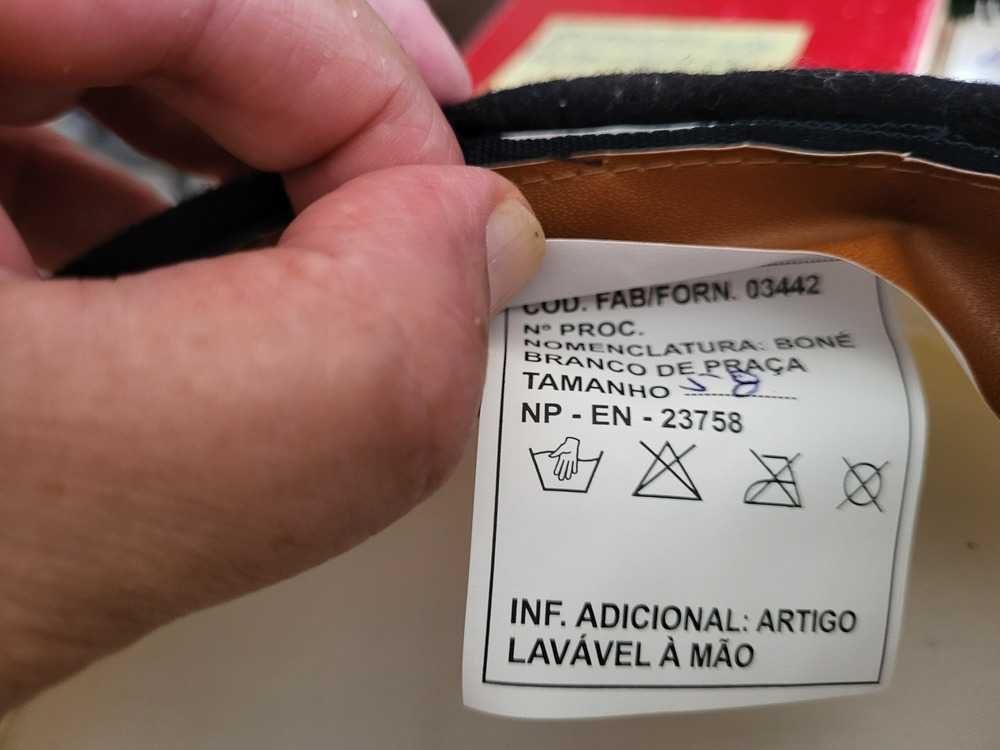 COD. FAB/FORN. 03442
Nº PROC.
NOMENCLATURA: BONÉ
BRANCO DE PRAÇA
TAMANHO 58
NP - EN - 23758
INF. ADICIONAL: ARTIGO
LAVÁVEL À MÃO